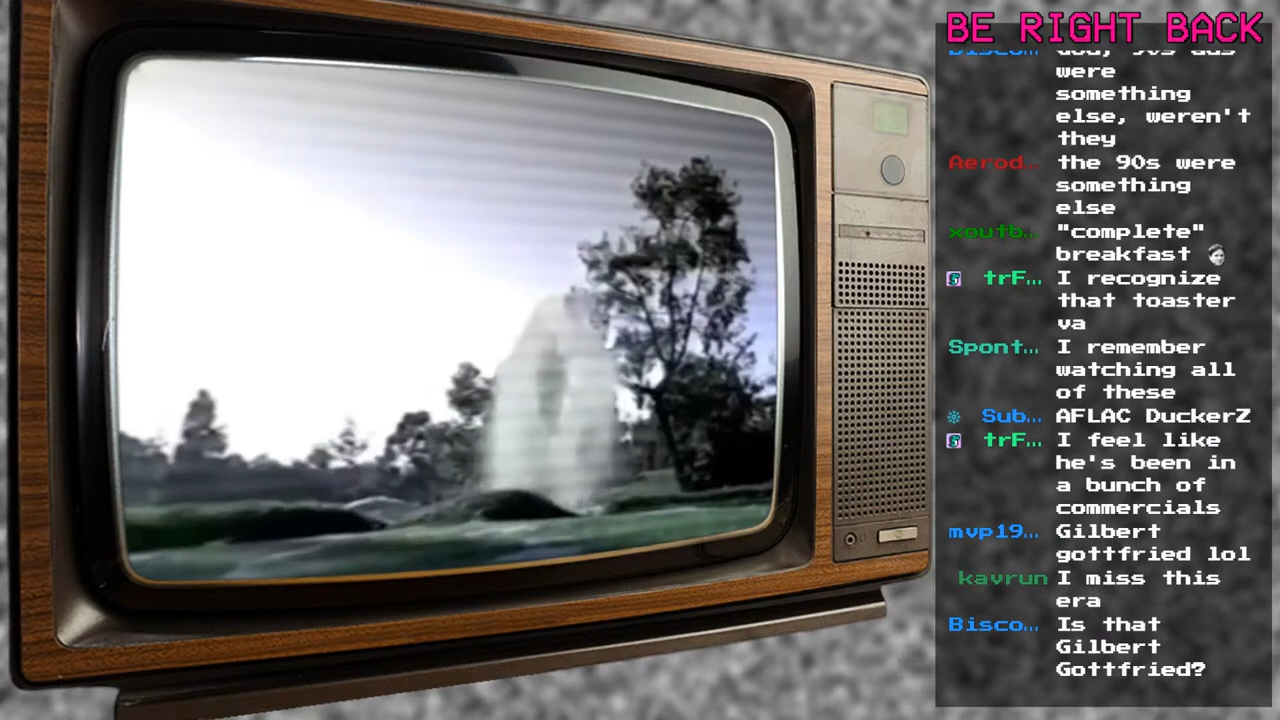 BE RIGHT BACK
were
something
else, weren't
they
Aerod... the 90s were
something
else
xoutb... "complete"
breakfast
trF... I recognize
that toaster
va
Spont... I remember
watching all
of these
Sub... AFLAC DuckerZ
trF... I feel like
he's been in
a bunch of
commercials
mvp19... Gilbert
gottfried lol
kavrun I miss this
era
Bisco... Is that
Gilbert
Gottfried?